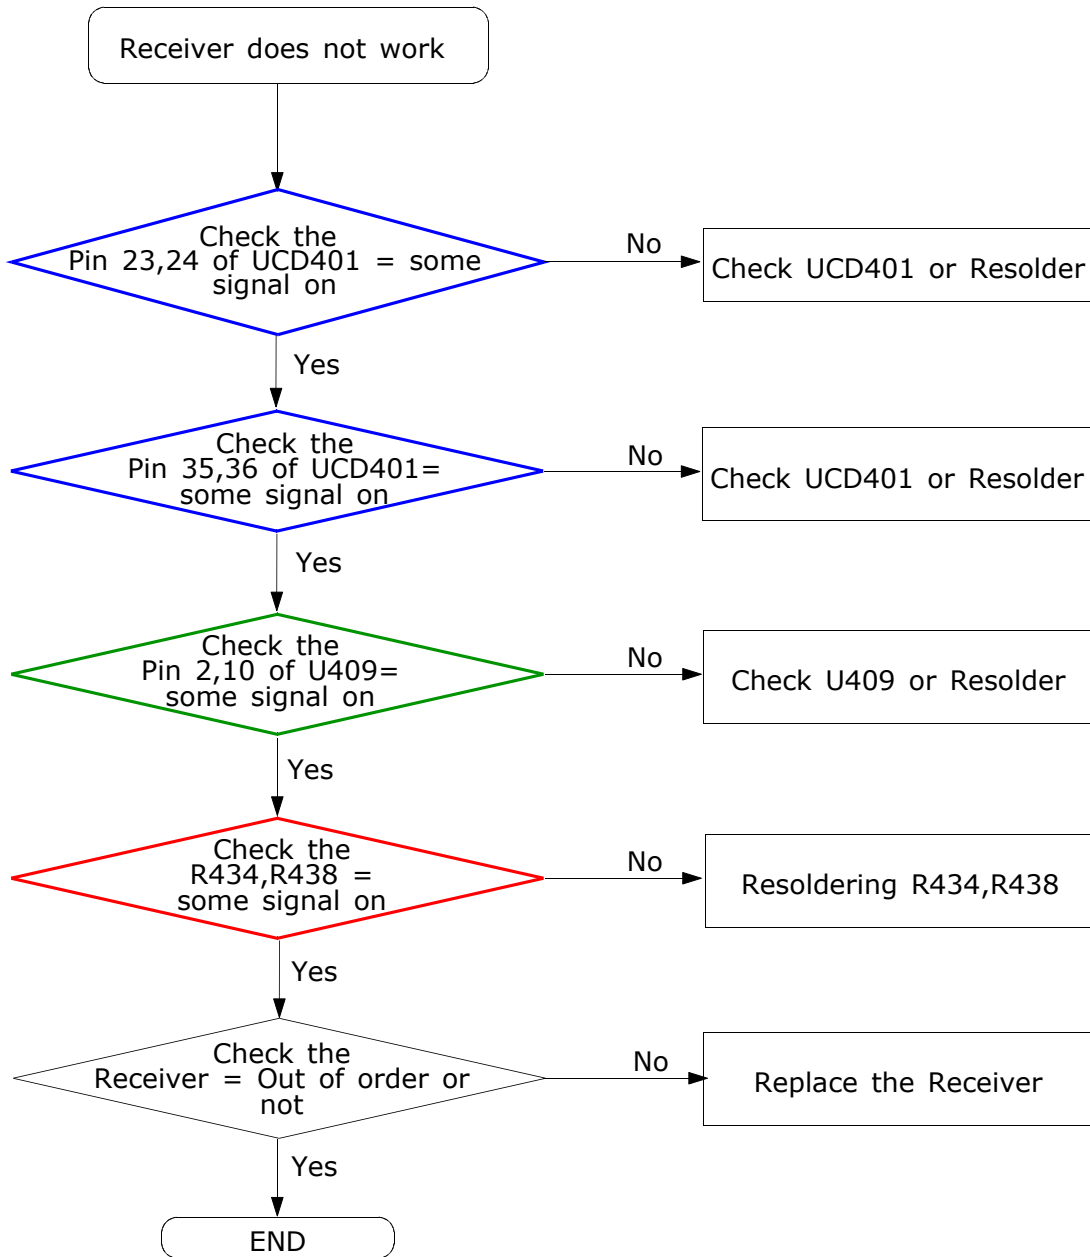 Receiver does not work
Check the
Pin 23,24 of UCD401 = some
signal on
No
Check UCD401 or Resolder
Yes
Check the
Pin 35,36 of UCD401=
some signal on
No
Check UCD401 or Resolder
Yes
Check the
Pin 2,10 of U409=
some signal on
No
Check U409 or Resolder
Yes
Check the
R434,R438 =
some signal on
No
Resoldering R434,R438
Yes
Check the
Receiver = Out of order or
not
No
Replace the Receiver
Yes
END